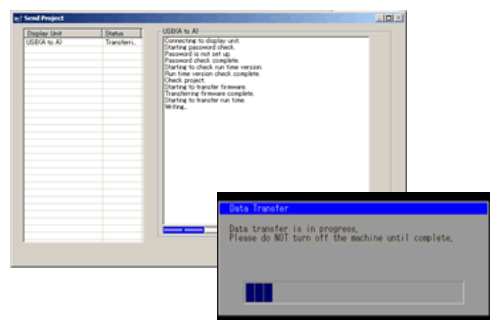 Send Project
Display Unit Status
USB(A to A) Transferri...
USB(A to A)
Connecting to display unit.
Starting password check.
Password is not set up.
Password check complete.
Starting to check run time version.
Run time version check complete.
Check project.
Starting to transfer firmware.
Transferring firmware complete.
Starting to transfer run time.
Writing...
Data Transfer
Data transfer is in progress,
Please do NOT turn off the machine until complete,